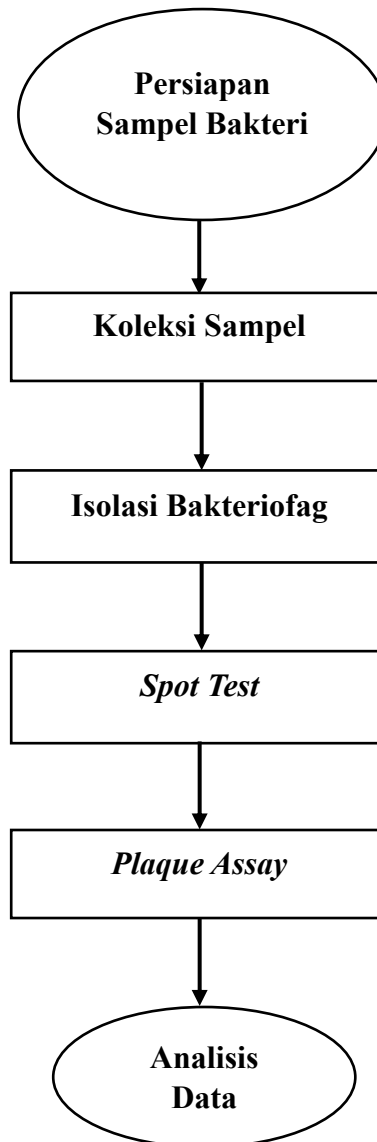 Persiapan
Sampel Bakteri
Koleksi Sampel
Isolasi Bakteriofag
Spot Test
Plaque Assay
Analisis
Data